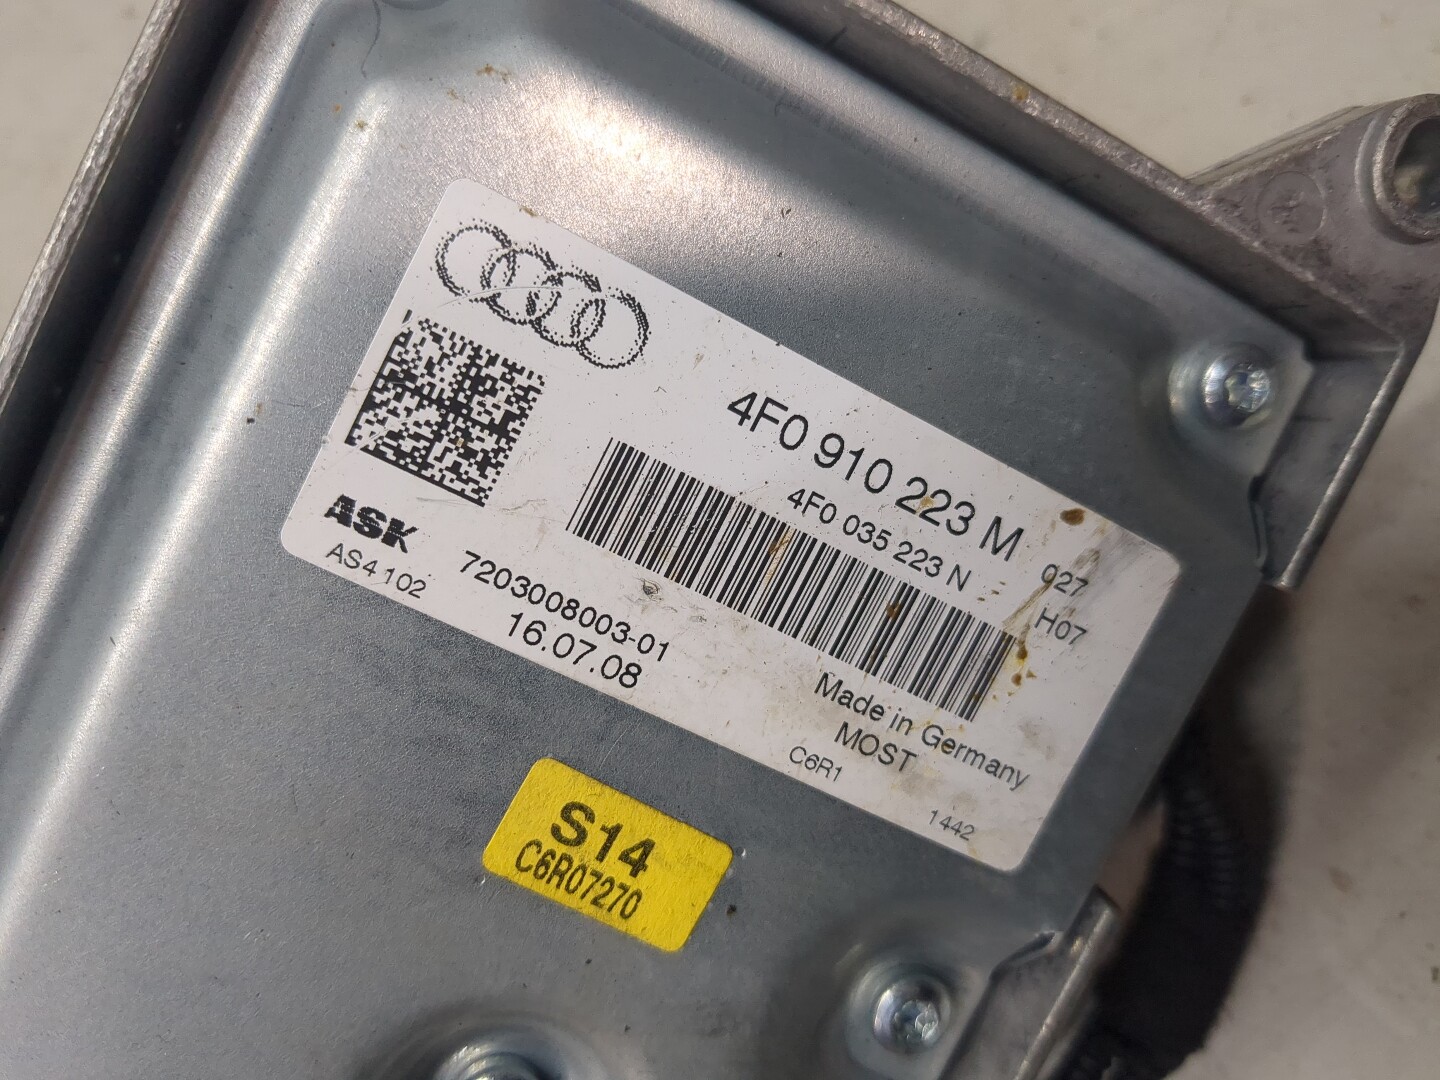 4F0 910 223 M
4F0 035 223 N
027
H07
ASK
AS4 102
7203008003-01
16.07.08
Made in Germany
MOST
C6R1
1442
S14
C6R07270